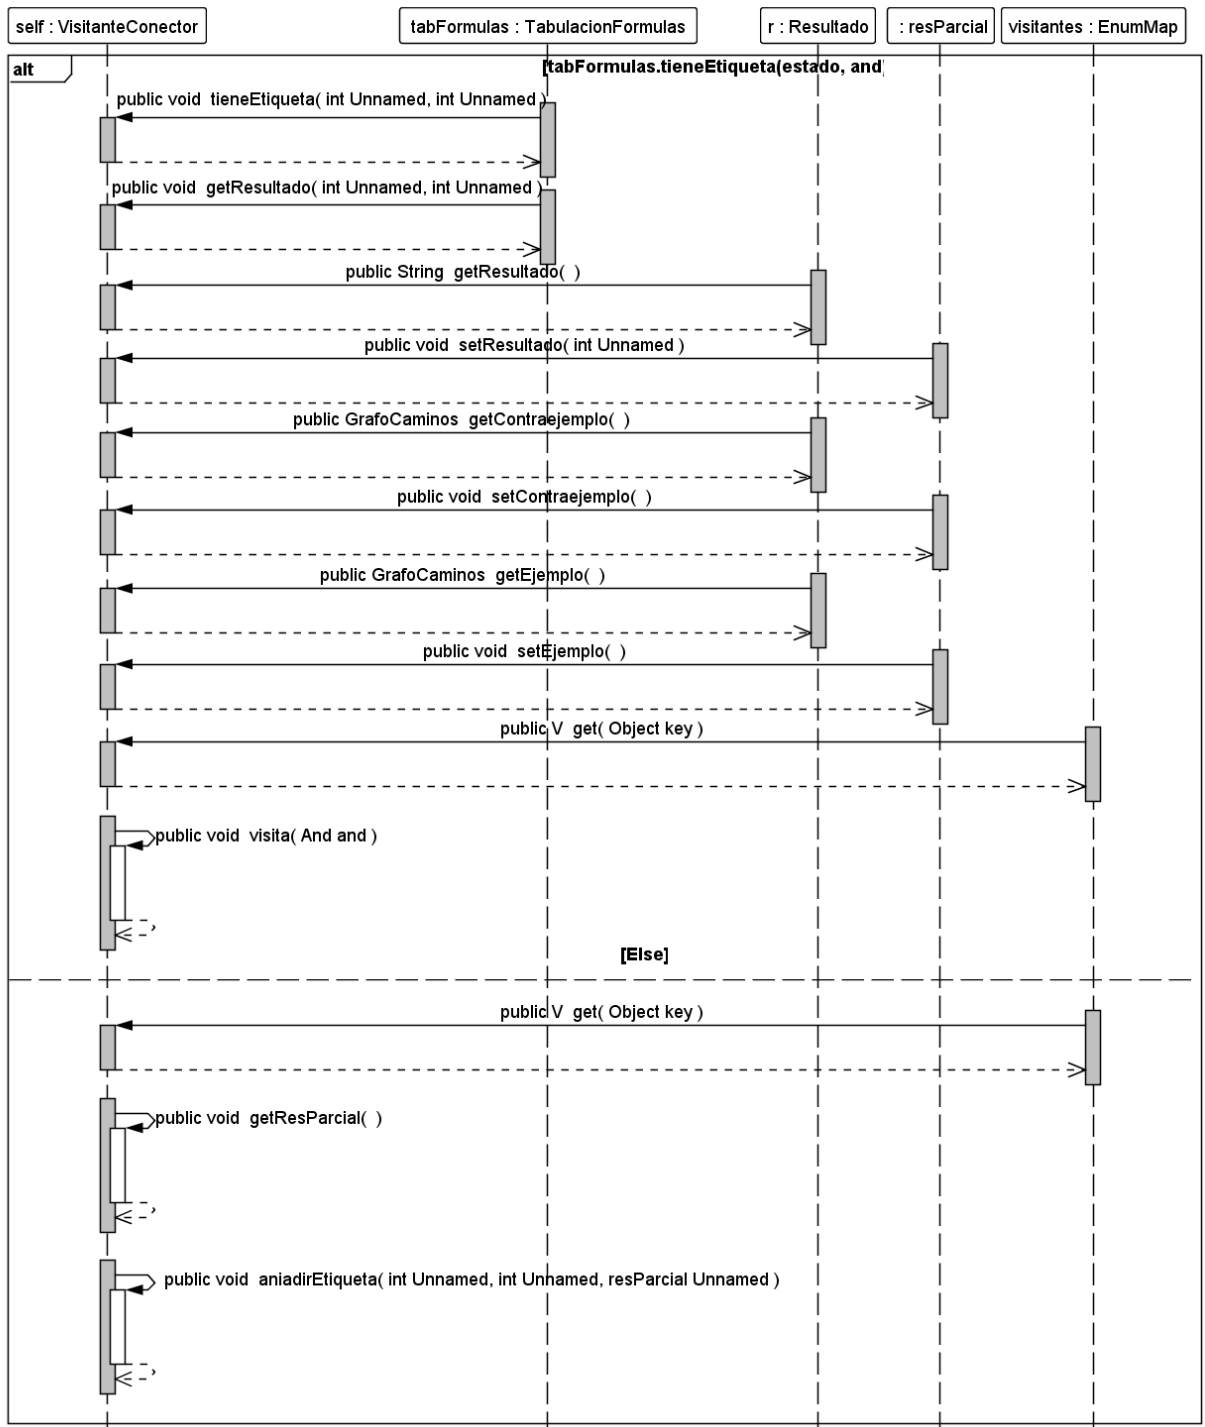 self : VisitanteConector
tabFormulas : TabulacionFormulas
r : Resultado
: resParcial
visitantes : EnumMap
alt
[tabFormulas.tieneEtiqueta(estado, and
public void tieneEtiqueta( int Unnamed, int Unnamed )
public void getResultado( int Unnamed, int Unnamed )
public String getResultado( )
public void setResultado( int Unnamed )
public GrafoCaminos getContraejemplo( )
public void setContraejemplo( )
public GrafoCaminos getEjemplo( )
public void setEjemplo( )
public V get( Object key )
public void visita( And and )
[Else]
public V get( Object key )
public void getResParcial( )
public void aniadirEtiqueta( int Unnamed, int Unnamed, resParcial Unnamed )